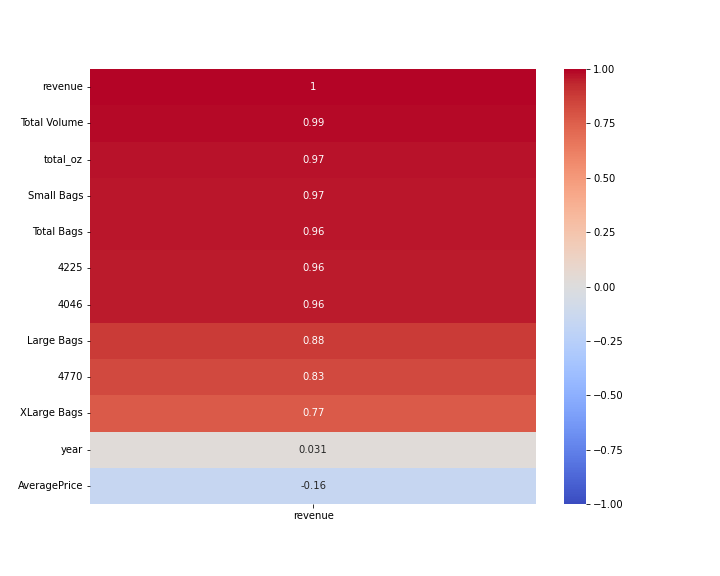 revenue 1
Total Volume 0.99
total_oz 0.97
Small Bags 0.97
Total Bags 0.96
4225 0.96
4046 0.96
Large Bags 0.88
4770 0.83
XLarge Bags 0.77
year 0.031
AveragePrice -0.16
revenue
1.00
0.75
0.50
0.25
0.00
−0.25
−0.50
−0.75
−1.00